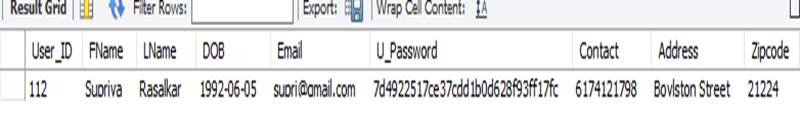 Result Grid Filter Rows: Export: Wrap Cell Content: IA
User_ID FName LName DOB Email U_Password Contact Address Zipcode
112 Supriya Rasalkar 1992-06-05 supri@gmail.com 7d4922517ce37cdd1b0d628f93ff17fc 6174121798 Boylston Street 21224